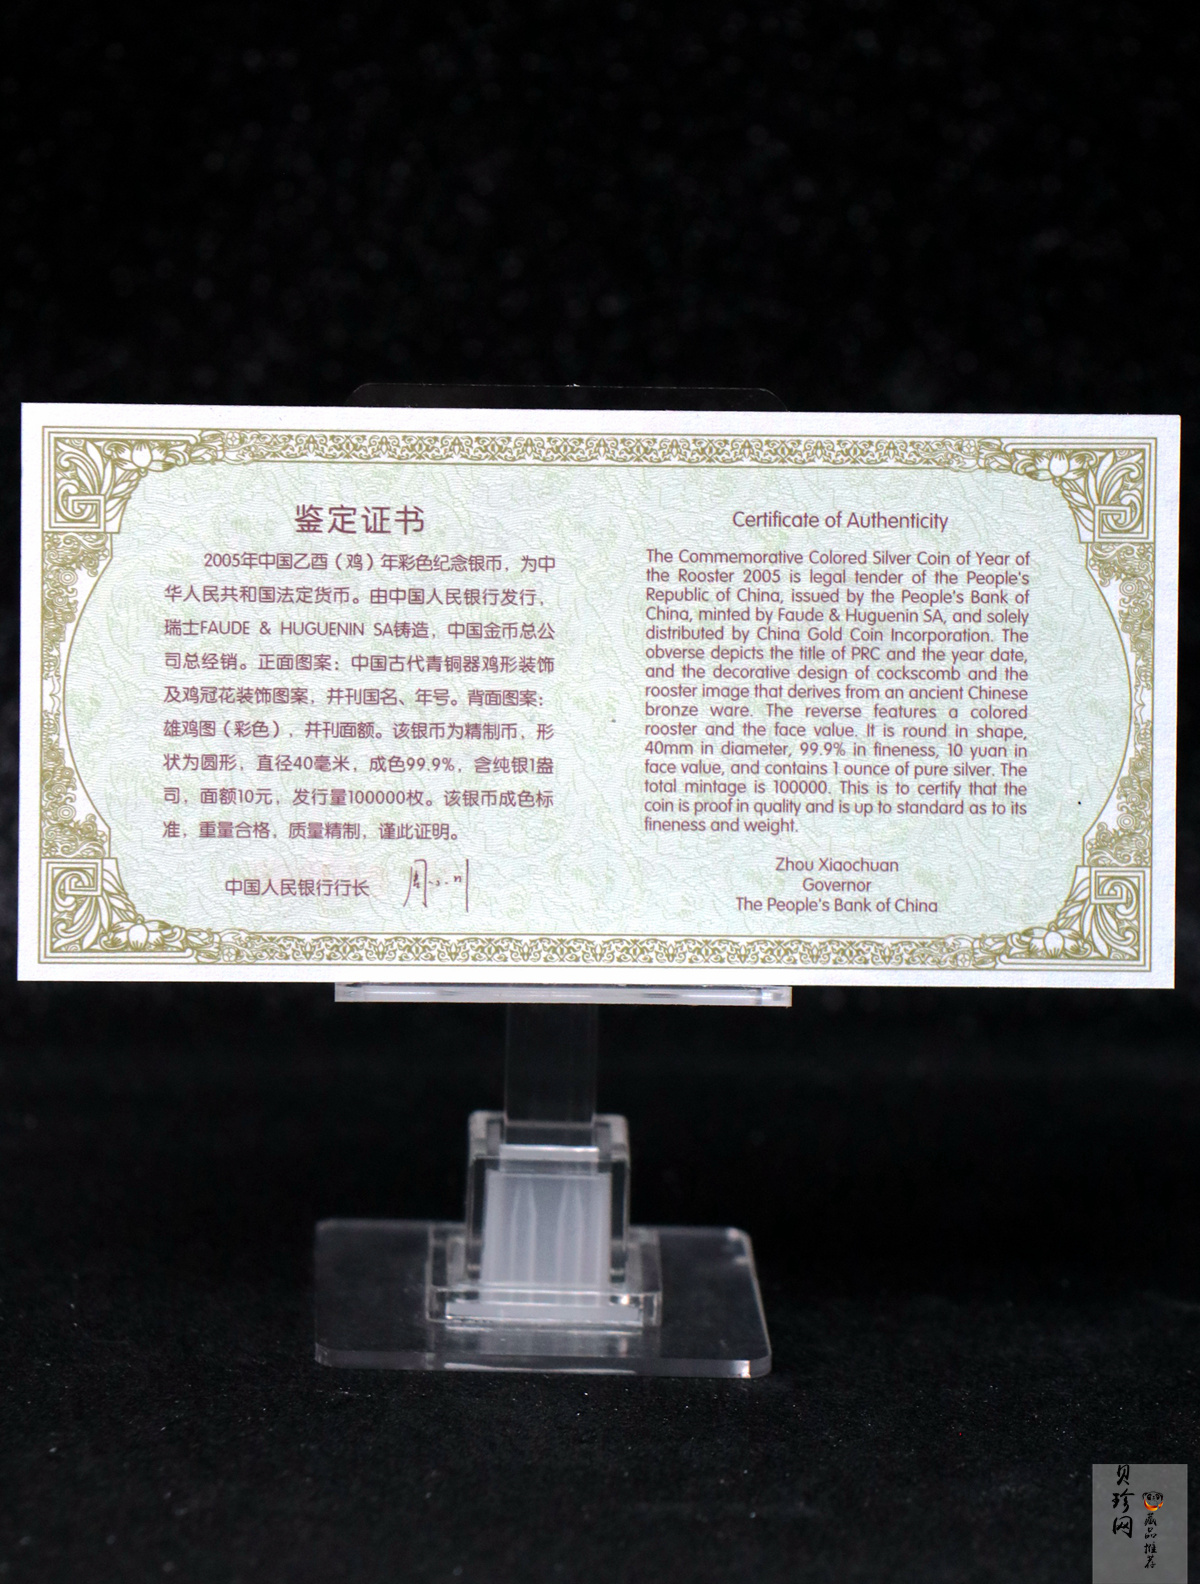 鉴定证书
2005年中国乙酉（鸡）年彩色纪念银币，为中
华人民共和国法定货币。由中国人民银行发行，
瑞士FAUDE & HUGUENIN SA铸造，中国金币总公
司总经销。正面图案：中国古代青铜器鸡形装饰
及鸡冠花装饰图案，并刊国名、年号。背面图案：
雄鸡图（彩色），并刊面额。该银币为精制币，形
状为圆形，直径40毫米，成色99.9%，含纯银1盎
司，面额10元，发行量100000枚。该银币成色标
准，重量合格，质量精制，谨此证明。
中国人民银行行长
Certificate of Authenticity
The Commemorative Colored Silver Coin of Year of
the Rooster 2005 is legal tender of the People's
Republic of China, issued by the People's Bank of
China, minted by Faude & Huguenin SA, and solely
distributed by China Gold Coin Incorporation. The
obverse depicts the title of PRC and the year date,
and the decorative design of cockscomb and the
rooster image that derives from an ancient Chinese
bronze ware. The reverse features a colored
rooster and the face value. It is round in shape,
40mm in diameter, 99.9% in fineness, 10 yuan in
face value, and contains 1 ounce of pure silver. The
total mintage is 100000. This is to certify that the
coin is proof in quality and is up to standard as to its
fineness and weight.
Zhou Xiaochuan
Governor
The People's Bank of China
贝珍网
藏品推荐